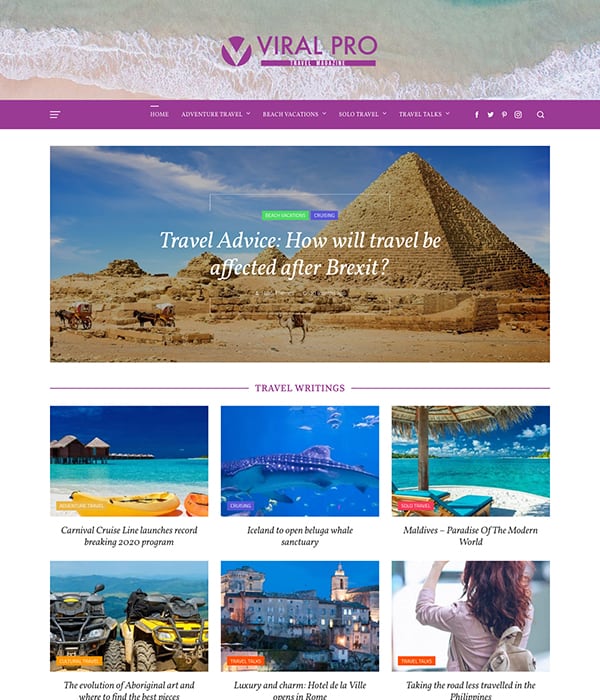 VIRAL PRO
TRAVEL MAGAZINE
HOME
ADVENTURE TRAVEL
BEACH VACATIONS
SOLO TRAVEL
TRAVEL TALKS
BEACH VACATIONS
CRUISING
Travel Advice: How will travel be
affected after Brexit?
TRAVEL WRITINGS
ADVENTURE TRAVEL
CRUISING
SOLO TRAVEL
Carnival Cruise Line launches record
breaking 2020 program
Iceland to open beluga whale
sanctuary
Maldives – Paradise Of The Modern
World
CULTURAL TRAVEL
TRAVEL TALKS
TRAVEL TALKS
The evolution of Aboriginal art and
where to find the best pieces
Luxury and charm: Hotel de la Ville
opens in Rome
Taking the road less travelled in the
Philippines